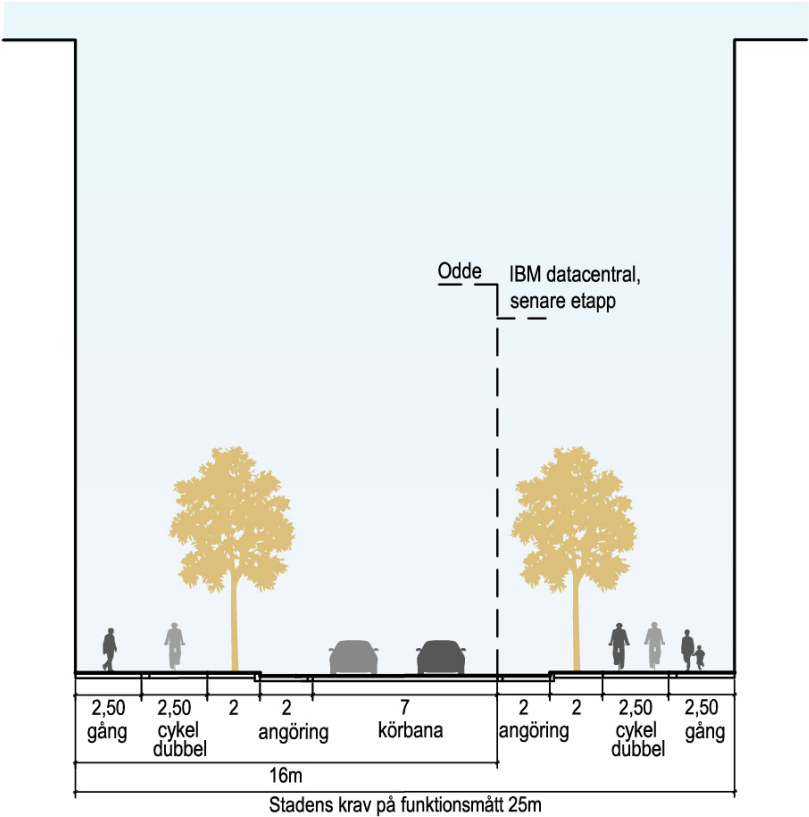 Odde
IBM datacentral,
senare etapp
2,50 2,50 2 2 7 2 2 2,50 2,50
gång cykel angöring körbana angöring cykel gång
dubbel dubbel
16m
Stadens krav på funktionsmått 25m